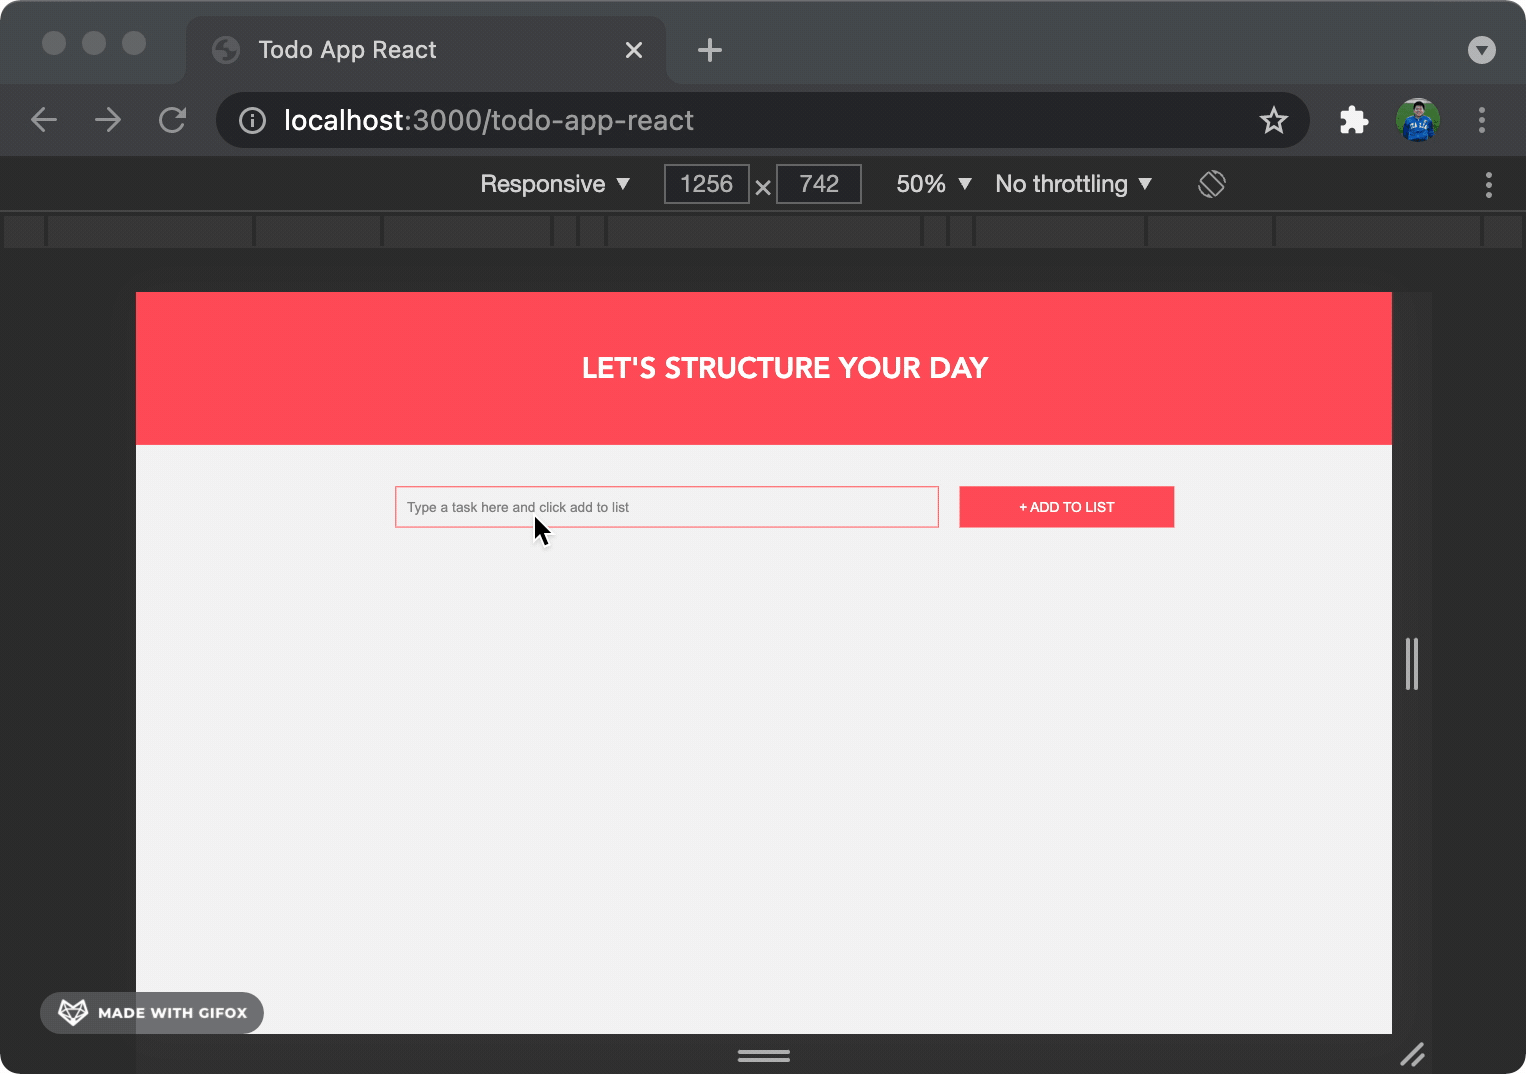 Todo App React
localhost:3000/todo-app-react
Responsive ▼ 1256 × 742 50% ▼ No throttling ▼
LET'S STRUCTURE YOUR DAY
Type a task here and click add to list
+ ADD TO LIST
MADE WITH GIFOX